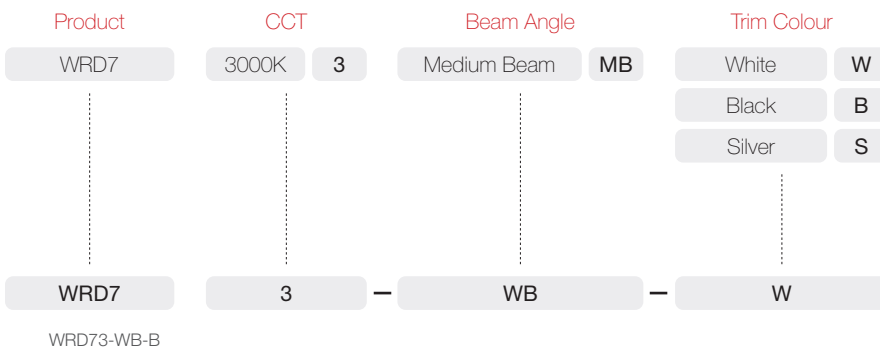 Product CCT Beam Angle Trim Colour
WRD7 3000K 3 Medium Beam MB White W
Black B
Silver S
WRD7 3 – WB – W
WRD73-WB-B